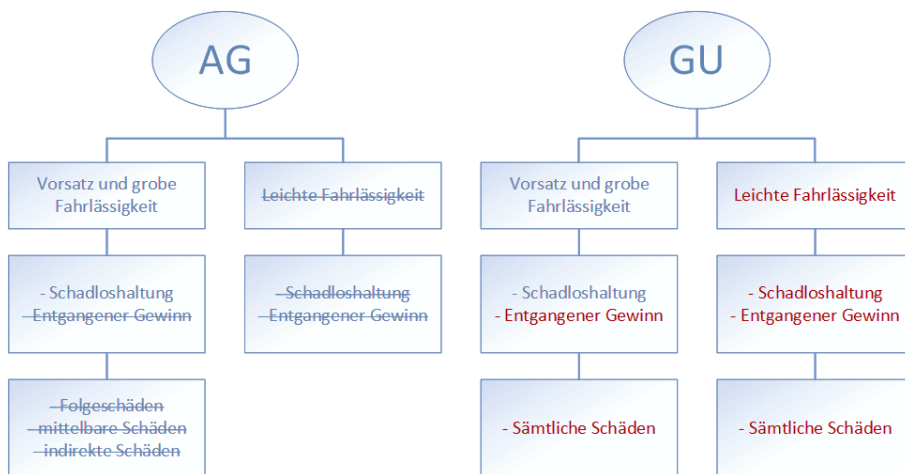 AG
GU
Vorsatz und grobe
Fahrlässigkeit
Leichte Fahrlässigkeit
Vorsatz und grobe
Fahrlässigkeit
Leichte Fahrlässigkeit
- Schadloshaltung
- Entgangener Gewinn
- Schadloshaltung
- Entgangener Gewinn
- Schadloshaltung
- Entgangener Gewinn
- Schadloshaltung
- Entgangener Gewinn
- Folgeschäden
- mittelbare Schäden
- indirekte Schäden
- Sämtliche Schäden
- Sämtliche Schäden